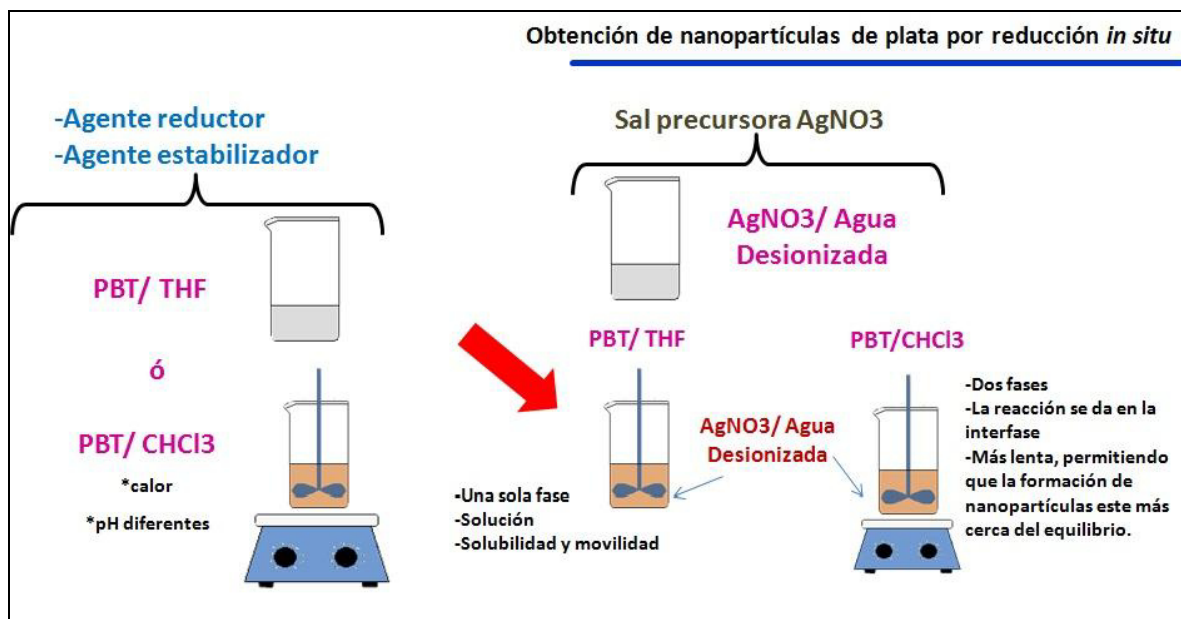 Obtención de nanopartículas de plata por reducción in situ
-Agente reductor
-Agente estabilizador
PBT/ THF
ó
PBT/ CHCl3
*calor
*pH diferentes
Sal precursora AgNO3
AgNO3/ Agua
Desionizada
PBT/ THF
AgNO3/ Agua
Desionizada
-Una sola fase
-Solución
-Solubilidad y movilidad
PBT/CHCl3
-Dos fases
-La reacción se da en la
interfase
-Más lenta, permitiendo
que la formación de
nanopartículas este más
cerca del equilibrio.